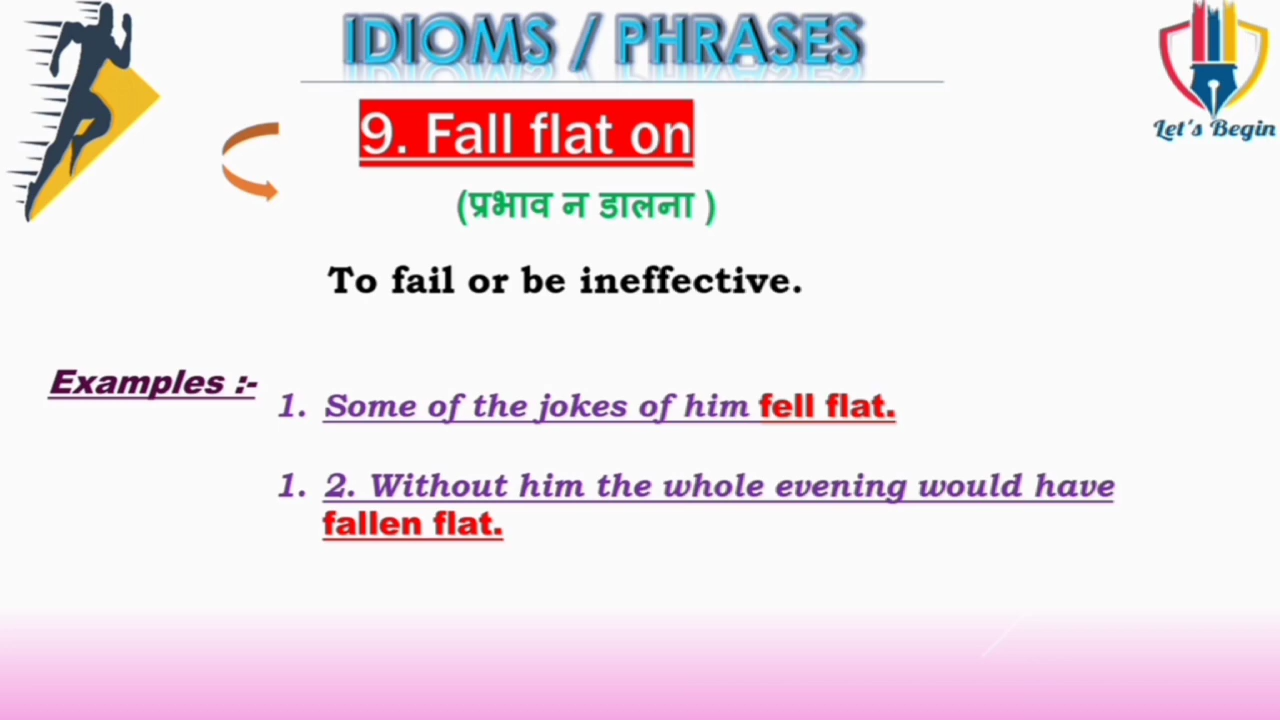 IDIOMS / PHRASES
Let's Begin
9. Fall flat on
(प्रभाव न डालना )
To fail or be ineffective.
Examples :-
1. Some of the jokes of him fell flat.
1. 2. Without him the whole evening would have
fallen flat.